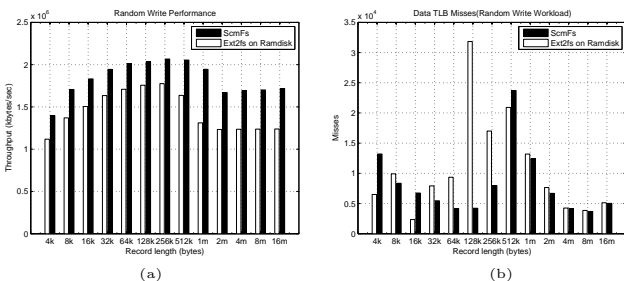 Random Write Performance
x 10^6
2.5
2
1.5
1
0.5
0
Throughput (kbytes/sec)
ScmFs
Ext2fs on Ramdisk
4k 8k 16k 32k 64k 128k 256k 512k 1m 2m 4m 8m 16m
Record length (bytes)
(a)
Data TLB Misses(Random Write Workload)
x 10^4
3.5
3
2.5
2
1.5
1
0.5
0
Misses
ScmFs
Ext2fs on Ramdisk
4k 8k 16k 32k 64k 128k 256k 512k 1m 2m 4m 8m 16m
Record length (bytes)
(b)